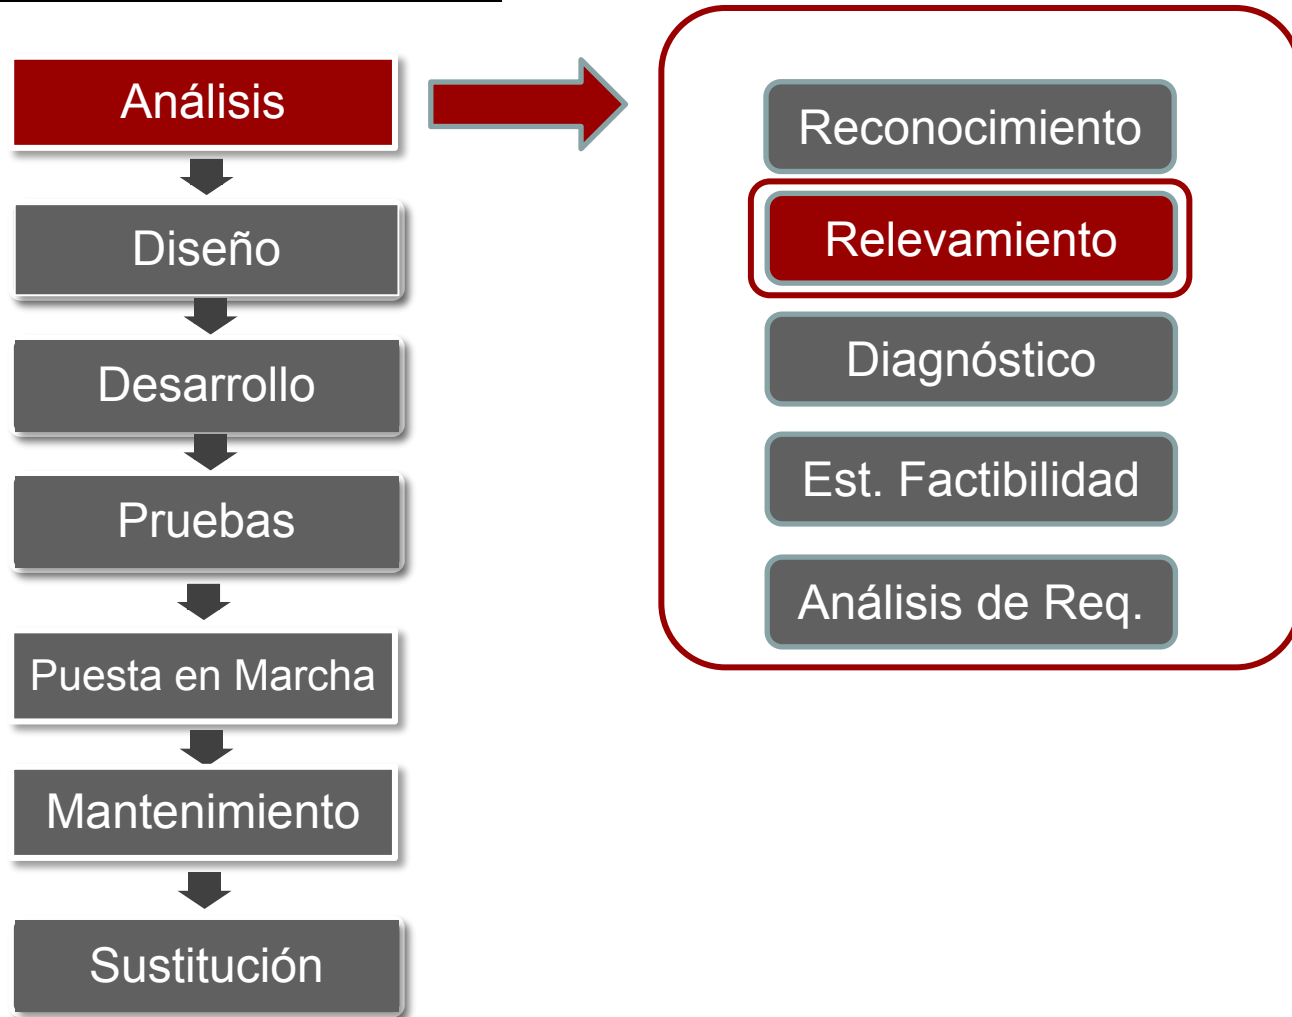 Análisis
Diseño
Desarrollo
Pruebas
Puesta en Marcha
Mantenimiento
Sustitución
Reconocimiento
Relevamiento
Diagnóstico
Est. Factibilidad
Análisis de Req.